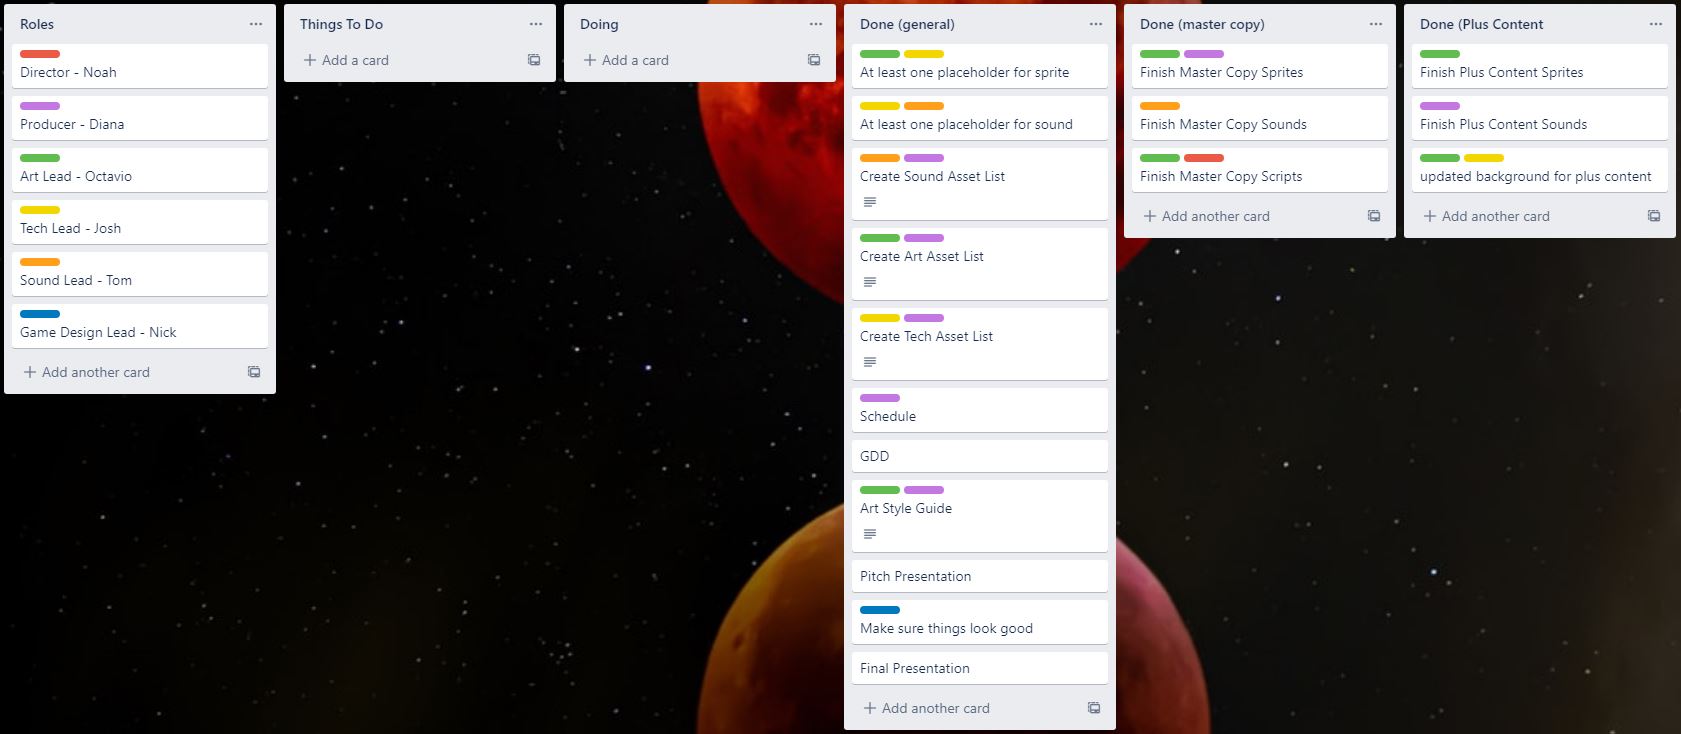 Roles
Director - Noah
Producer - Diana
Art Lead - Octavio
Tech Lead - Josh
Sound Lead - Tom
Game Design Lead - Nick
+ Add another card
Things To Do
+ Add a card
Doing
+ Add a card
Done (general)
At least one placeholder for sprite
At least one placeholder for sound
Create Sound Asset List
Create Art Asset List
Create Tech Asset List
Schedule
GDD
Art Style Guide
Pitch Presentation
Make sure things look good
Final Presentation
+ Add another card
Done (master copy)
Finish Master Copy Sprites
Finish Master Copy Sounds
Finish Master Copy Scripts
+ Add another card
Done (Plus Content
Finish Plus Content Sprites
Finish Plus Content Sounds
updated background for plus content
+ Add another card